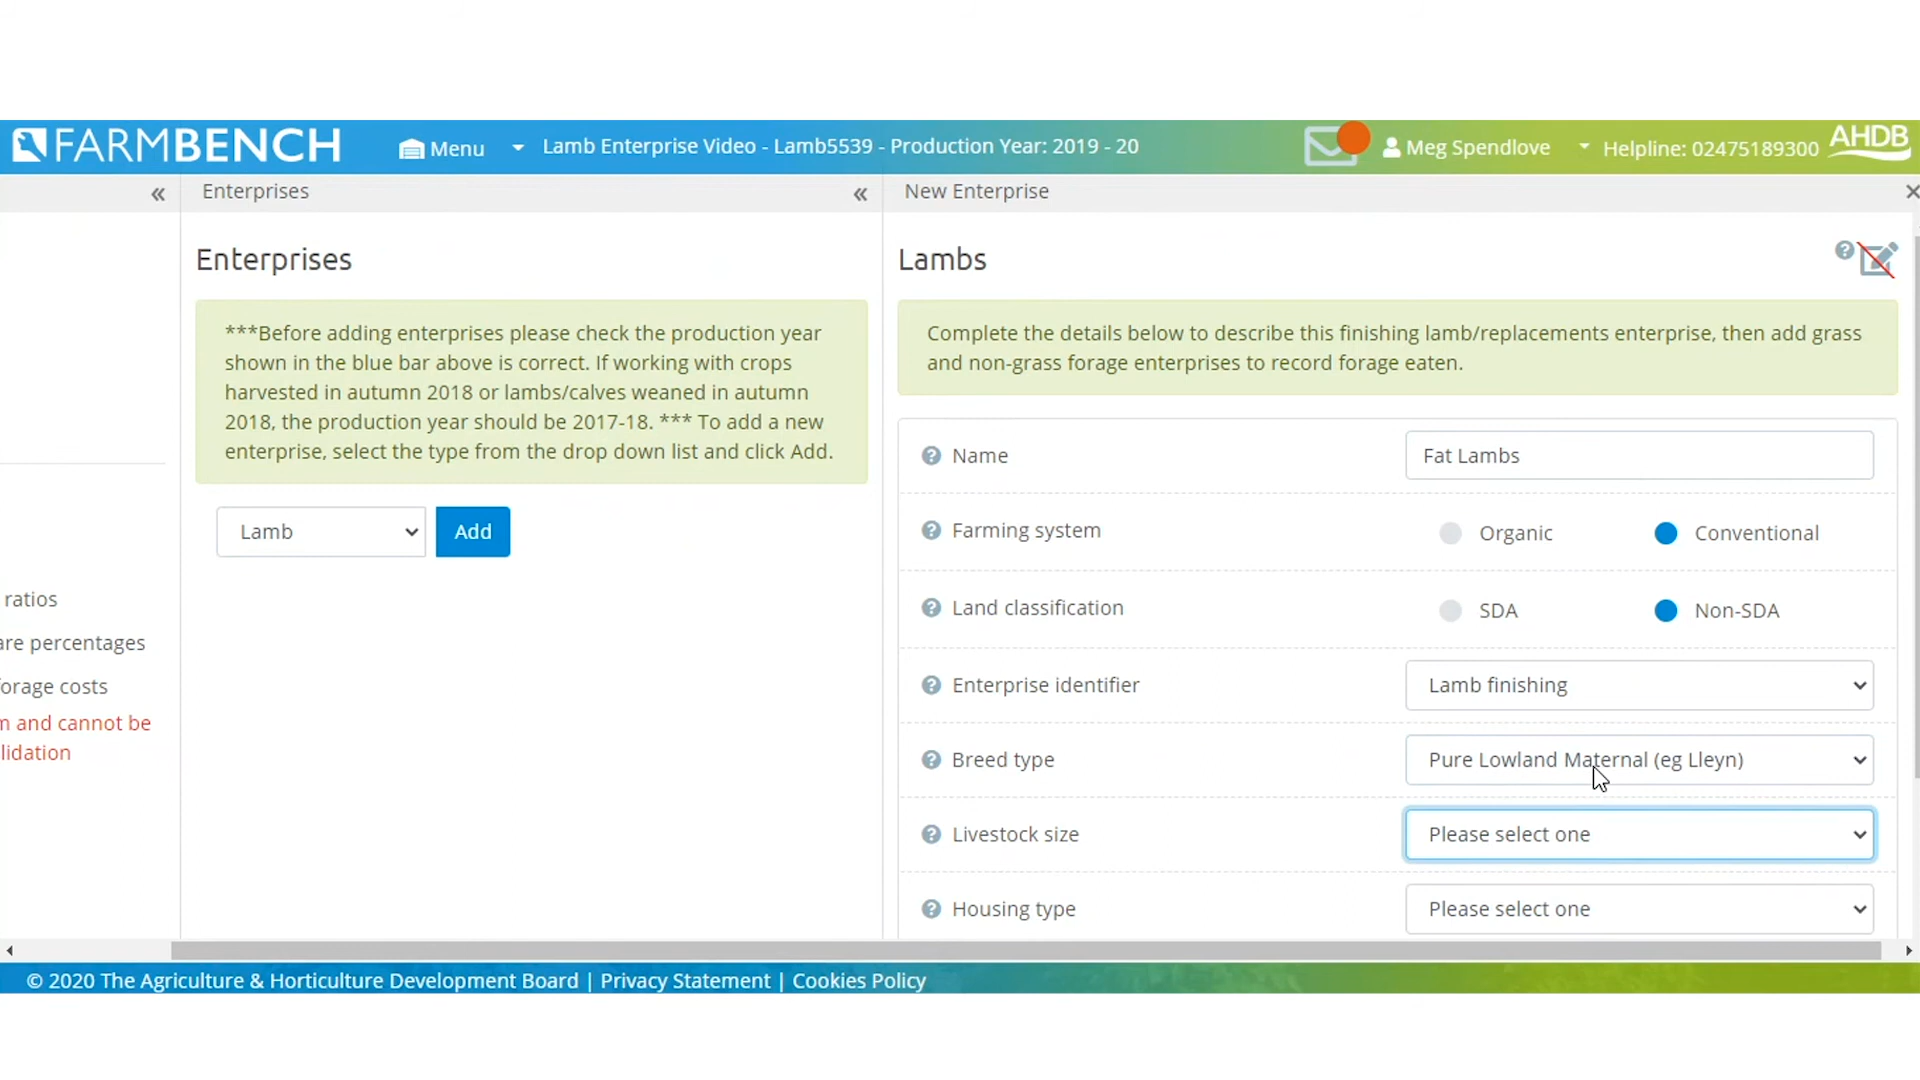 FARMBENCH
Menu
Lamb Enterprise Video - Lamb5539 - Production Year: 2019 - 20
Meg Spendlove
Helpline: 02475189300
AHDB
«
Enterprises
«
New Enterprise
×
ratios
are percentages
orage costs
m and cannot be
lidation
Enterprises
***Before adding enterprises please check the production year
shown in the blue bar above is correct. If working with crops
harvested in autumn 2018 or lambs/calves weaned in autumn
2018, the production year should be 2017-18. *** To add a new
enterprise, select the type from the drop down list and click Add.
Lamb
Add
Lambs
Complete the details below to describe this finishing lamb/replacements enterprise, then add grass
and non-grass forage enterprises to record forage eaten.
Name
Fat Lambs
Farming system
Organic
Conventional
Land classification
SDA
Non-SDA
Enterprise identifier
Lamb finishing
Breed type
Pure Lowland Maternal (eg Lleyn)
Livestock size
Please select one
Housing type
Please select one
© 2020 The Agriculture & Horticulture Development Board | Privacy Statement | Cookies Policy